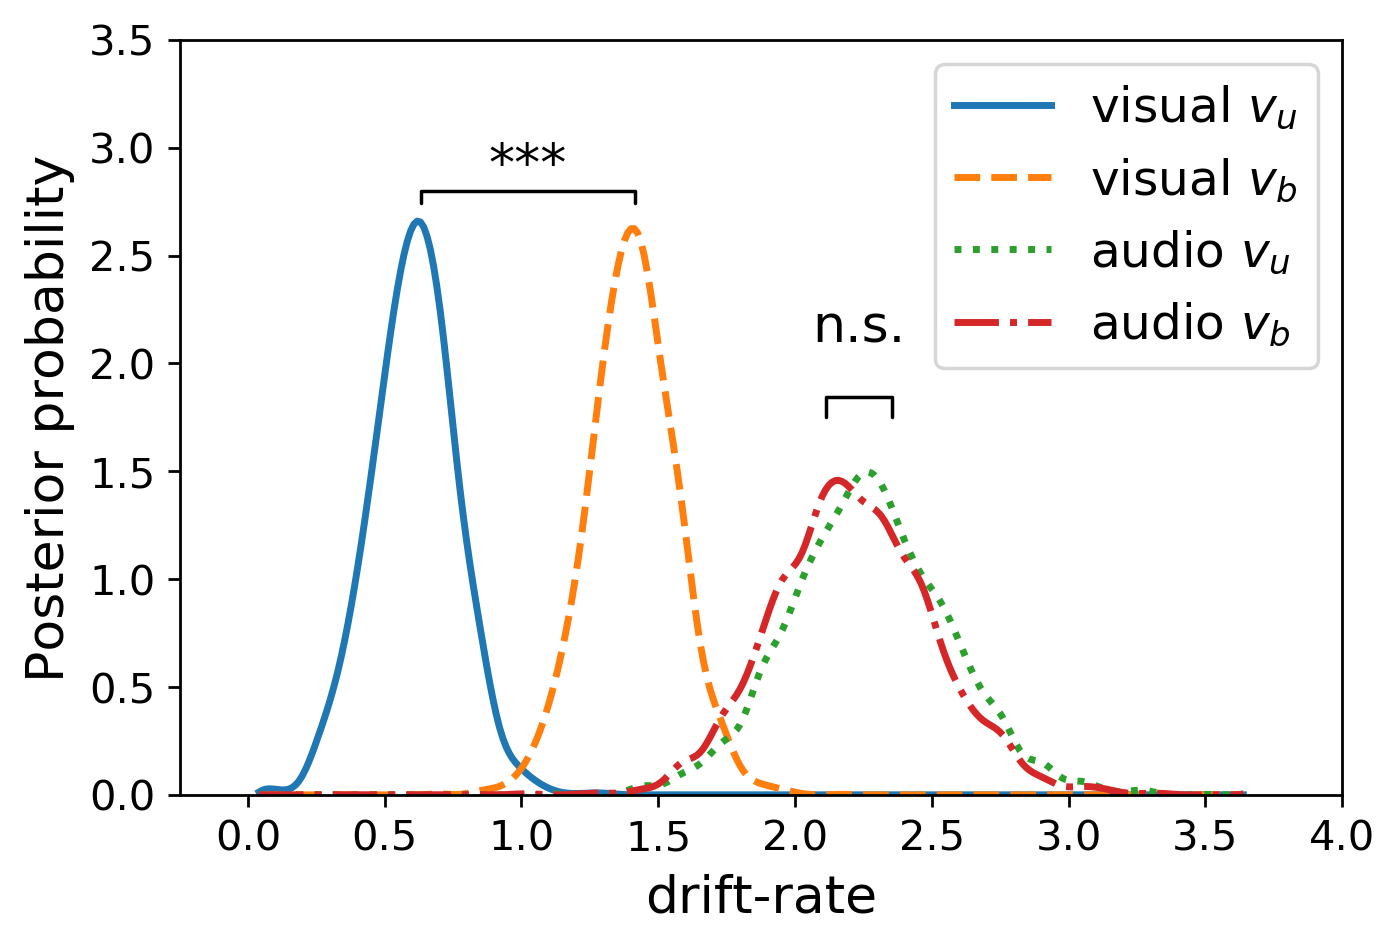 3.5
3.0
2.5
2.0
1.5
1.0
0.5
0.0
Posterior probability
***
n.s.
visual v_u
visual v_b
audio v_u
audio v_b
0.0 0.5 1.0 1.5 2.0 2.5 3.0 3.5 4.0
drift-rate